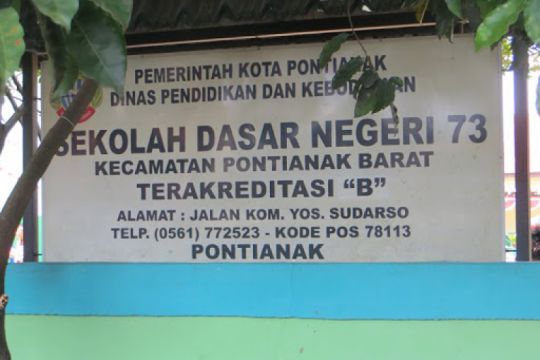 PEMERINTAH KOTA PONTIANAK
DINAS PENDIDIKAN DAN
SEKOLAH DASAR NEGERI 73
KECAMATAN PONTIANAK BARAT
TERAKREDITASI “B”
ALAMAT : JALAN KOM. YOS. SUDARSO
TELP. (0561) 772523 - KODE POS 78113
PONTIANAK